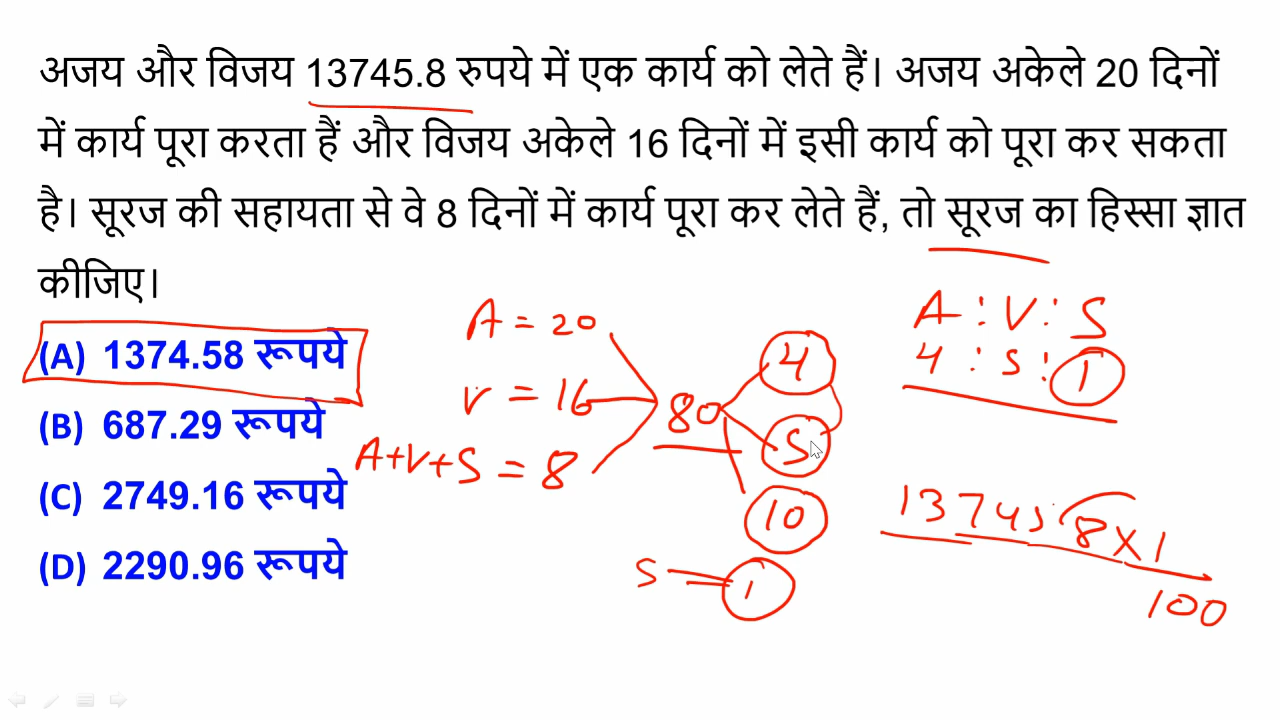 अजय और विजय 13745.8 रुपये में एक कार्य को लेते हैं। अजय अकेले 20 दिनों
में कार्य पूरा करता हैं और विजय अकेले 16 दिनों में इसी कार्य को पूरा कर सकता
है। सूरज की सहायता से वे 8 दिनों में कार्य पूरा कर लेते हैं, तो सूरज का हिस्सा ज्ञात
कीजिए।
(A) 1374.58 रूपये
(B) 687.29 रूपये
(C) 2749.16 रूपये
(D) 2290.96 रूपये
A = 20
V = 16
A+V+S = 8
80
4
5
10
S = 1
A : V : S
4 : 5 : 1
137458×1
100